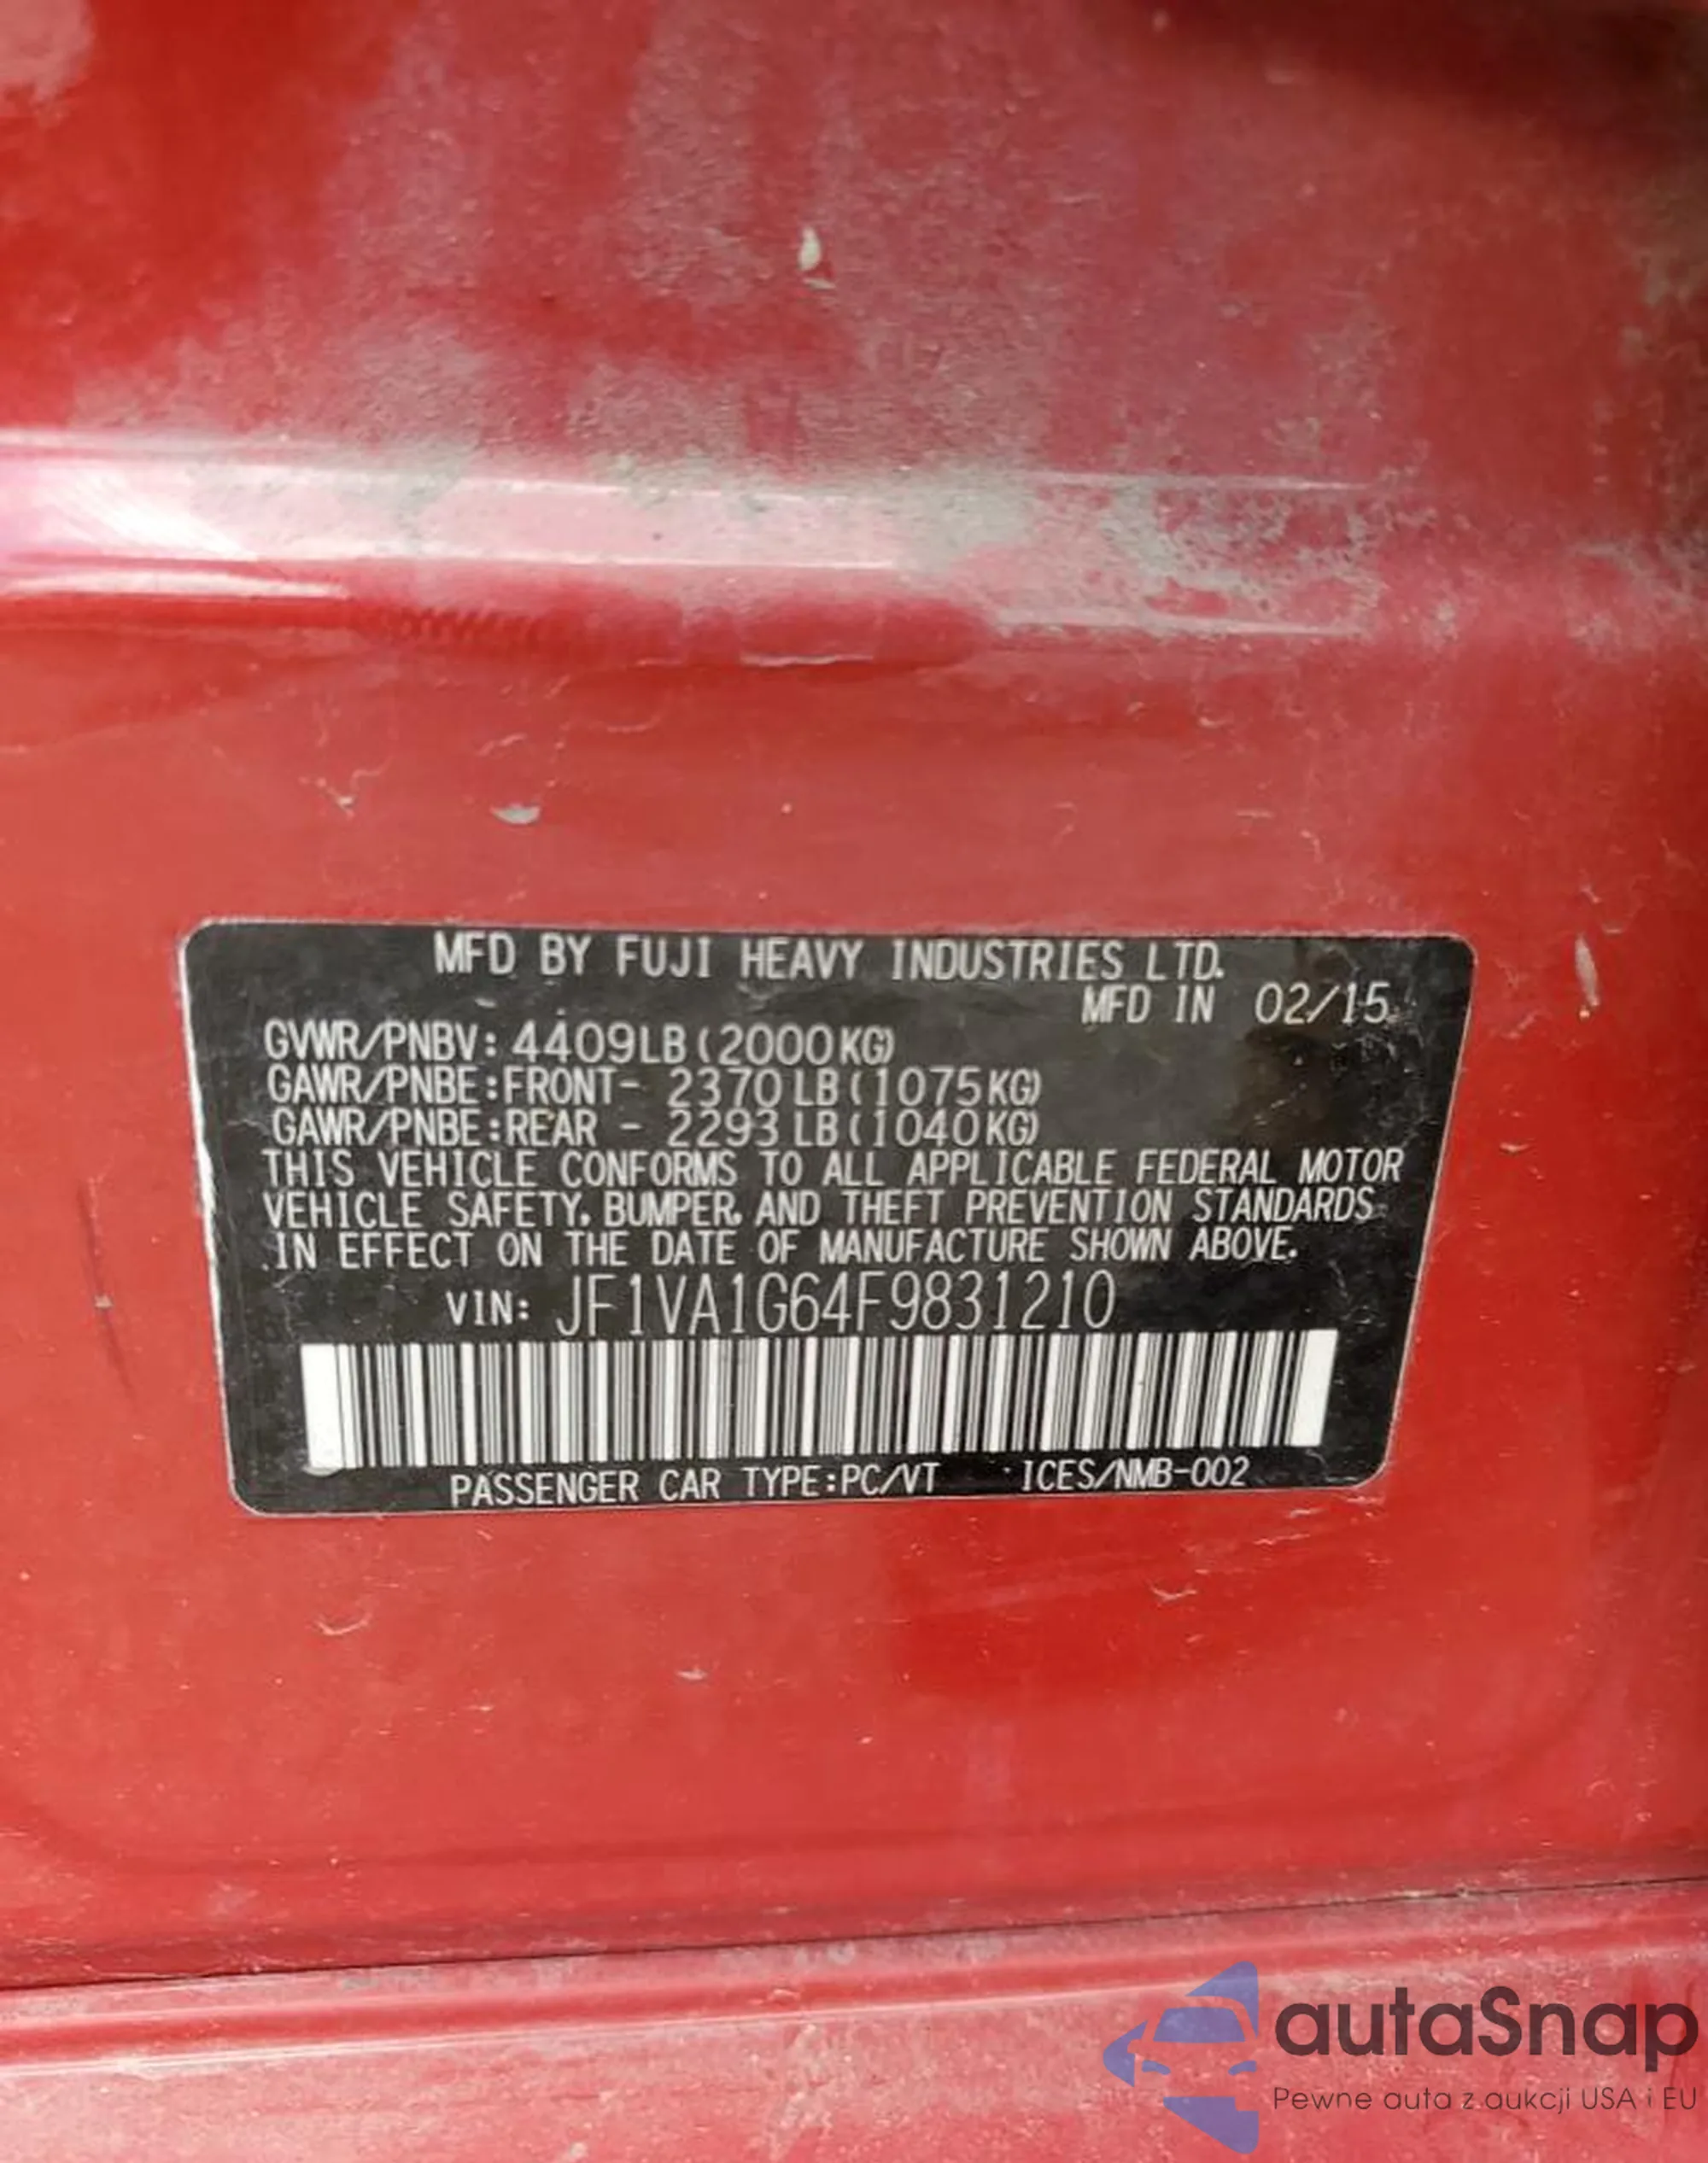 MFD BY FUJI HEAVY INDUSTRIES LTD.
MFD IN 02/15
GVWR/PNBV: 4409LB (2000KG)
GAWR/PNBE:FRONT- 2370LB (1075KG)
GAWR/PNBE:REAR - 2293LB (1040KG)
THIS VEHICLE CONFORMS TO ALL APPLICABLE FEDERAL MOTOR
VEHICLE SAFETY, BUMPER, AND THEFT PREVENTION STANDARDS
IN EFFECT ON THE DATE OF MANUFACTURE SHOWN ABOVE.
VIN: JF1VA1G64F9831210
PASSENGER CAR TYPE:PC/VT ICES/NMB-002
autaSnap
Pewne auta z aukcji USA i EU